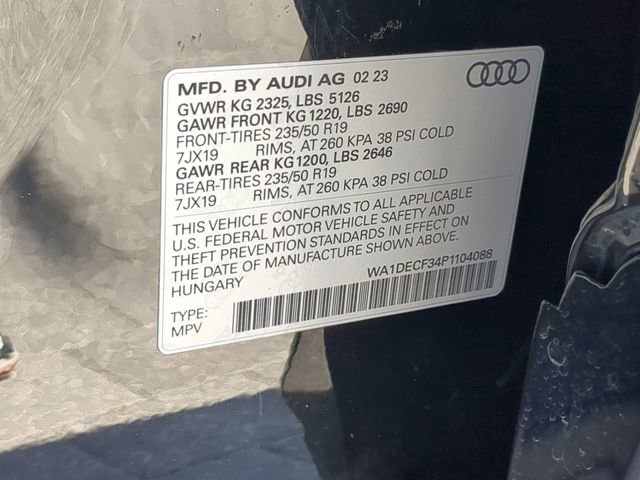 MFD. BY AUDI AG 02 23
GVWR KG 2325, LBS 5126
GAWR FRONT KG 1220, LBS 2690
FRONT-TIRES 235/50 R19
7JX19 RIMS, AT 260 KPA 38 PSI COLD
GAWR REAR KG 1200, LBS 2646
REAR-TIRES 235/50 R19
7JX19 RIMS, AT 260 KPA 38 PSI COLD
THIS VEHICLE CONFORMS TO ALL APPLICABLE
U.S. FEDERAL MOTOR VEHICLE SAFETY AND
THEFT PREVENTION STANDARDS IN EFFECT ON
THE DATE OF MANUFACTURE SHOWN ABOVE.
HUNGARY WA1DECF34P1104088
TYPE:
MPV